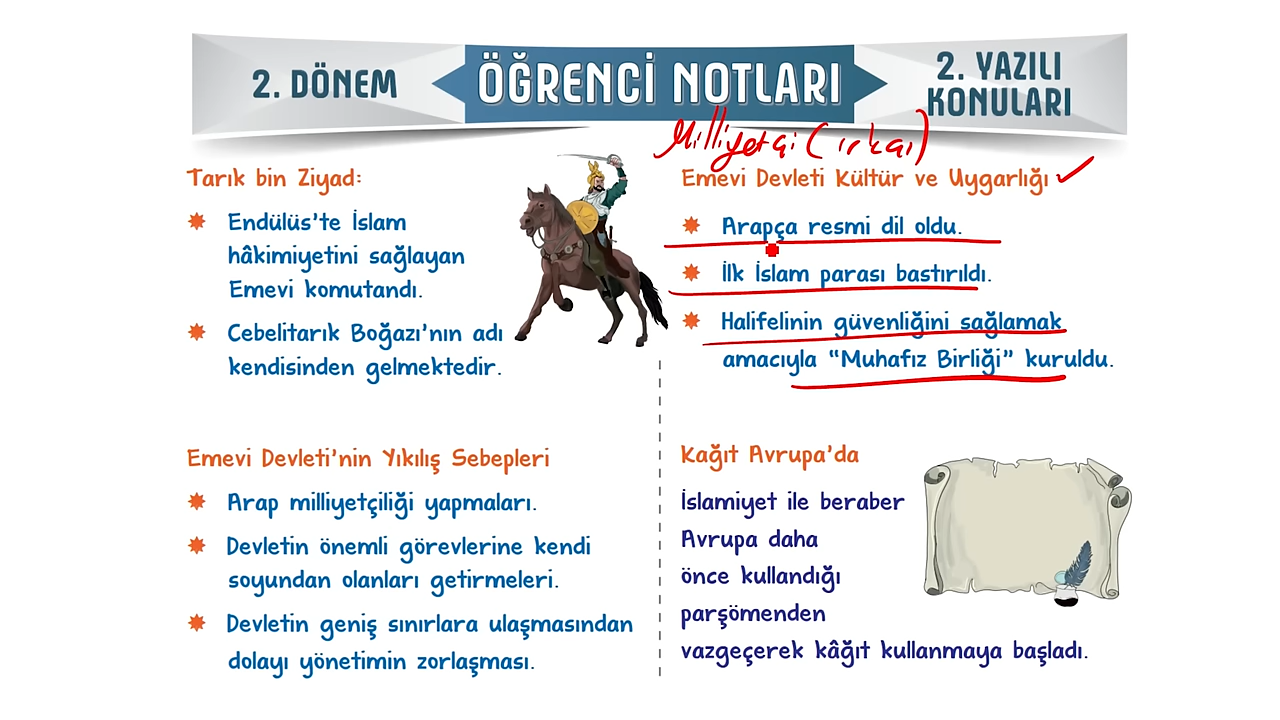 2. DÖNEM
ÖĞRENCİ NOTLARI
2. YAZILI
KONULARI
Tarık bin Ziyad:
Endülüs'te İslam
hâkimiyetini sağlayan
Emevi komutandı.
Cebelitarık Boğazı'nın adı
kendisinden gelmektedir.
Milliyetçi (ırkçı)
Emevi Devleti Kültür ve Uygarlığı
Arapça resmi dil oldu.
İlk İslam parası bastırıldı.
Halifelinin güvenliğini sağlamak
amacıyla “Muhafız Birliği” kuruldu.
Emevi Devleti'nin Yıkılış Sebepleri
Arap milliyetçiliği yapmaları.
Devletin önemli görevlerine kendi
soyundan olanları getirmeleri.
Devletin geniş sınırlara ulaşmasından
dolayı yönetimin zorlaşması.
Kağıt Avrupa'da
İslamiyet ile beraber
Avrupa daha
önce kullandığı
parşömenden
vazgeçerek kâğıt kullanmaya başladı.